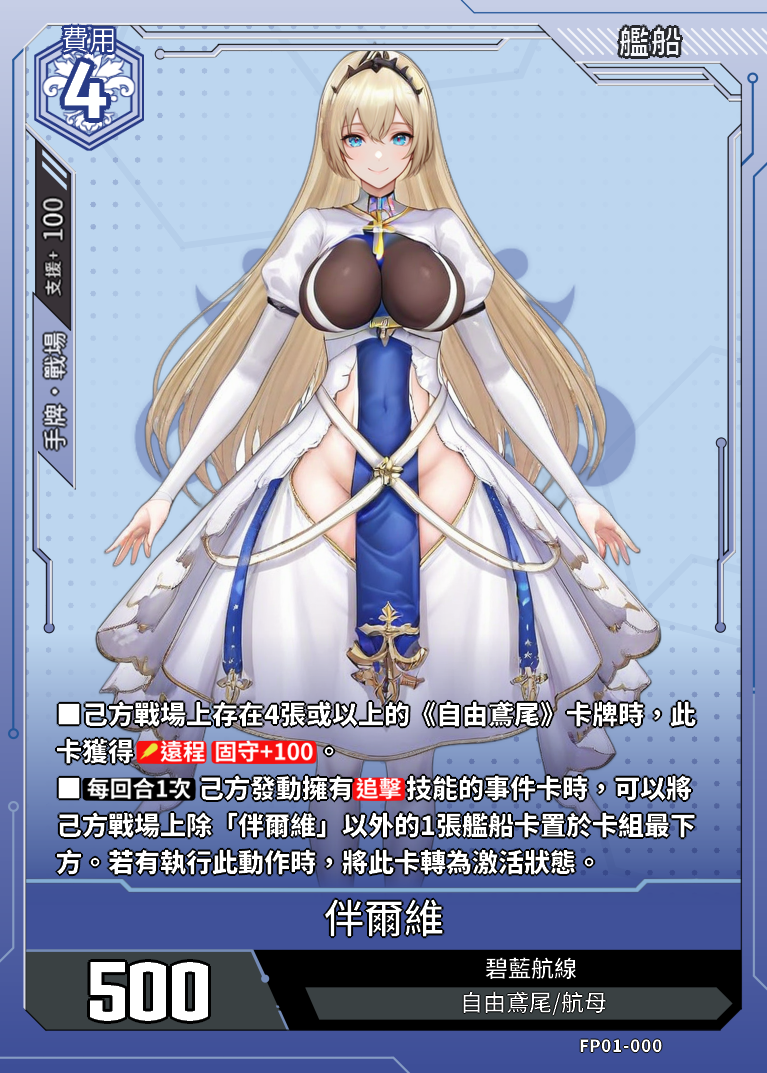 費用
4
艦船
支援+ 100
手牌・戰場
■己方戰場上存在4張或以上的《自由鳶尾》卡牌時，此
卡獲得 遠程 固守+100 。
■ 每回合1次 己方發動擁有 追擊 技能的事件卡時，可以將
己方戰場上除「伴爾維」以外的1張艦船卡置於卡組最下
方。若有執行此動作時，將此卡轉為激活狀態。
伴爾維
500
碧藍航線
自由鳶尾/航母
FP01-000